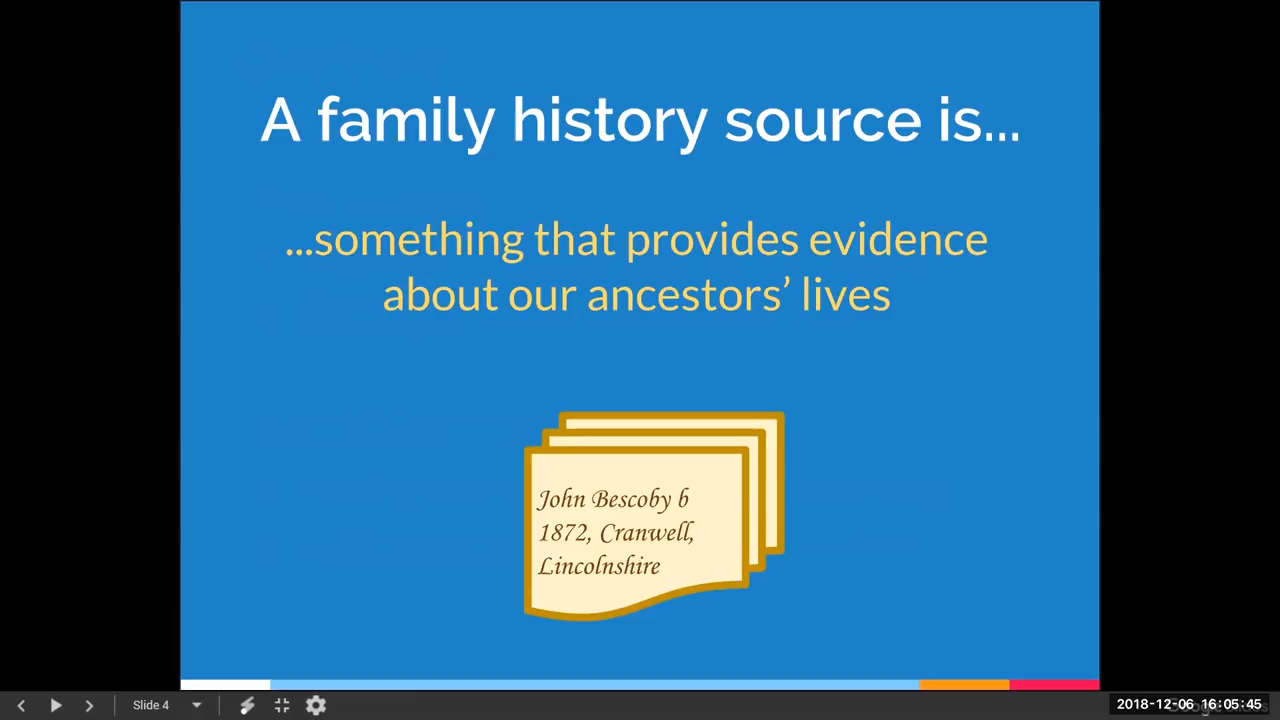 A family history source is...
...something that provides evidence
about our ancestors’ lives
John Bescoby b
1872, Cranwell,
Lincolnshire
Slide 4
2018-12-06 16:05:45